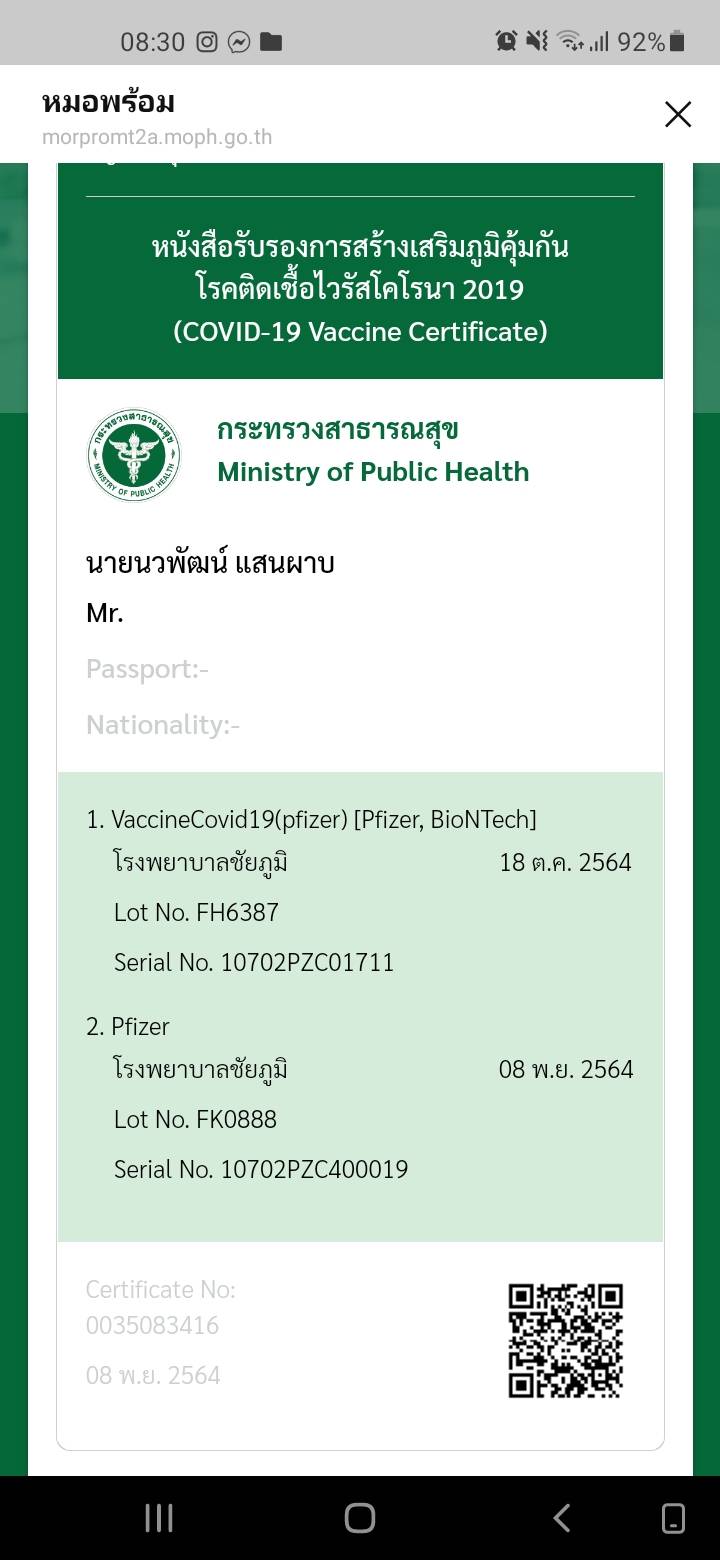 08:30
92%
หมอพร้อม
morpromt2a.moph.go.th
หนังสือรับรองการสร้างเสริมภูมิคุ้มกัน
โรคติดเชื้อไวรัสโคโรนา 2019
(COVID-19 Vaccine Certificate)
กระทรวงสาธารณสุข
MINISTRY OF PUBLIC HEALTH
กระทรวงสาธารณสุข
Ministry of Public Health
นายนวพัฒน์ แสนผาบ
Mr.
Passport:-
Nationality:-
1. VaccineCovid19(pfizer) [Pfizer, BioNTech]
โรงพยาบาลชัยภูมิ 18 ต.ค. 2564
Lot No. FH6387
Serial No. 10702PZC01711
2. Pfizer
โรงพยาบาลชัยภูมิ 08 พ.ย. 2564
Lot No. FK0888
Serial No. 10702PZC400019
Certificate No:
0035083416
08 พ.ย. 2564